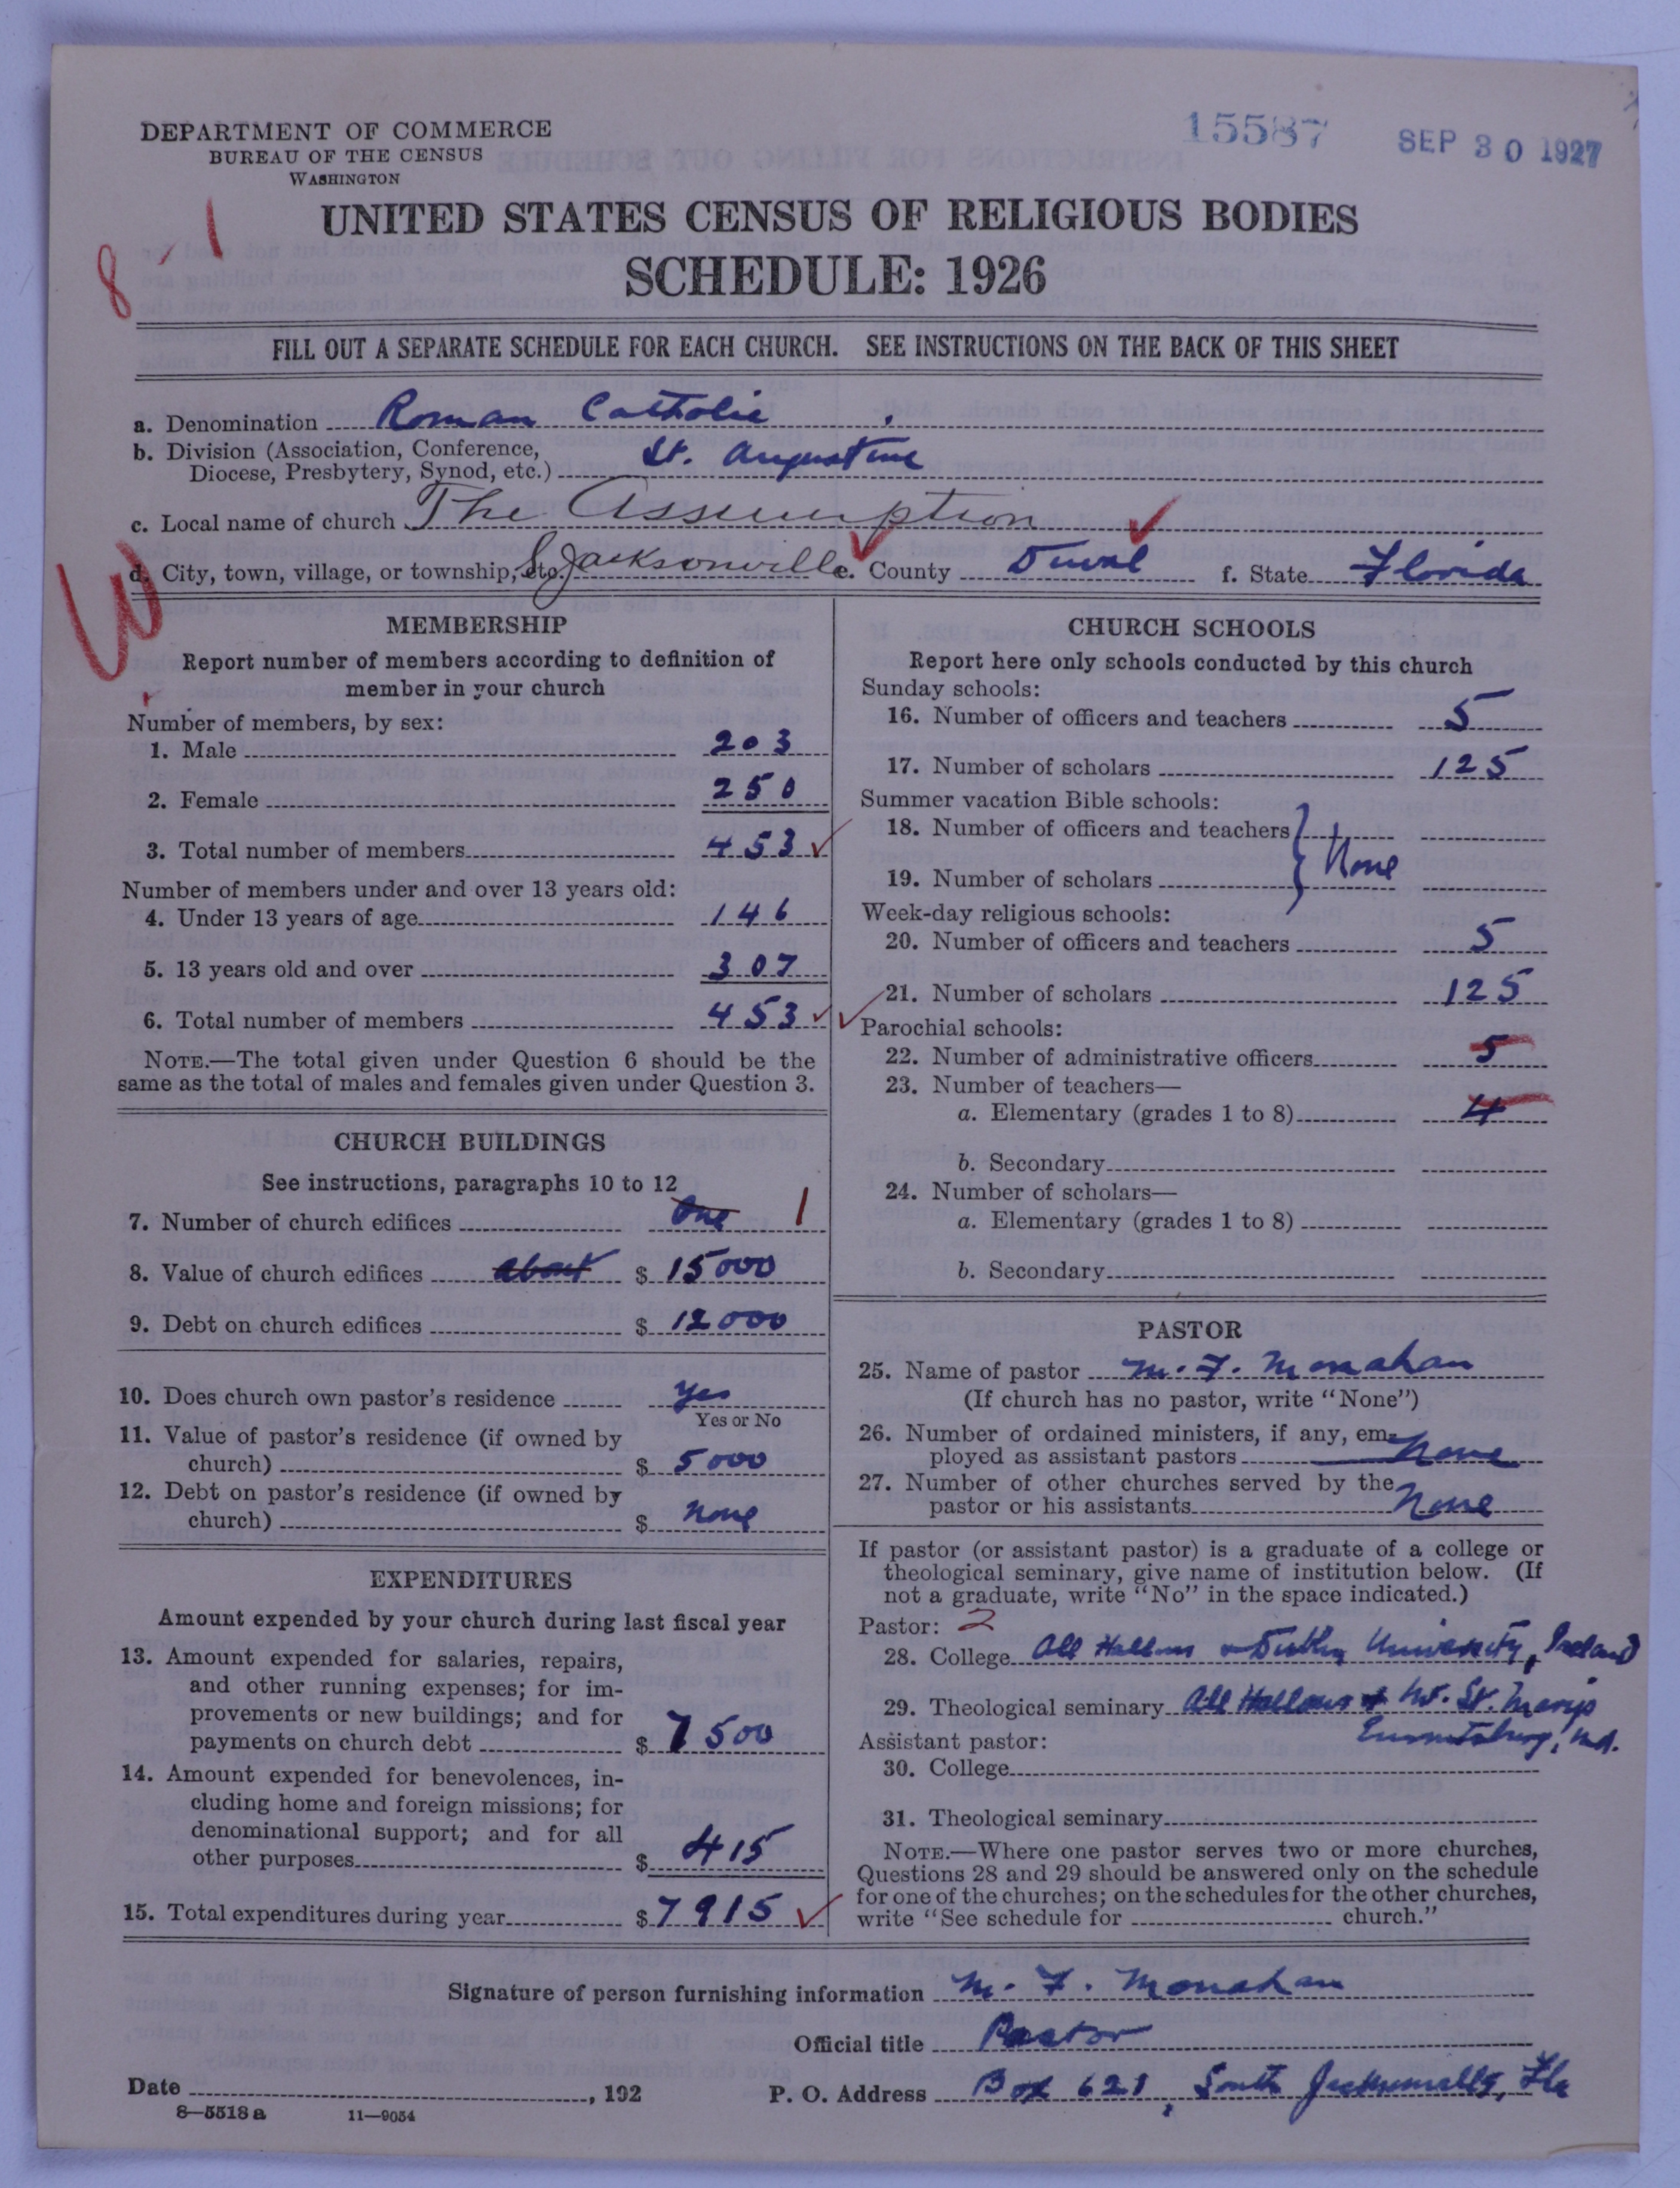 DEPARTMENT OF COMMERCE
BUREAU OF THE CENSUS
WASHINGTON
15587
SEP 30 1927
8 / 1
UNITED STATES CENSUS OF RELIGIOUS BODIES
SCHEDULE: 1926
FILL OUT A SEPARATE SCHEDULE FOR EACH CHURCH. SEE INSTRUCTIONS ON THE BACK OF THIS SHEET
a. Denomination Roman Catholic
b. Division (Association, Conference,
Diocese, Presbytery, Synod, etc.) St. Augustine
c. Local name of church The Assumption
d. City, town, village, or township, etc. S Jacksonville e. County Duval f. State Florida
W
MEMBERSHIP
Report number of members according to definition of
member in your church
Number of members, by sex:
1. Male 203
2. Female 250
3. Total number of members 453
Number of members under and over 13 years old:
4. Under 13 years of age 146
5. 13 years old and over 307
6. Total number of members 453
NOTE.—The total given under Question 6 should be the
same as the total of males and females given under Question 3.
CHURCH BUILDINGS
See instructions, paragraphs 10 to 12
7. Number of church edifices One 1
8. Value of church edifices about $ 15000
9. Debt on church edifices $ 12000
10. Does church own pastor's residence Yes
Yes or No
11. Value of pastor's residence (if owned by
church) $ 5000
12. Debt on pastor's residence (if owned by
church) $ None
EXPENDITURES
Amount expended by your church during last fiscal year
13. Amount expended for salaries, repairs,
and other running expenses; for im-
provements or new buildings; and for
payments on church debt $ 7500
14. Amount expended for benevolences, in-
cluding home and foreign missions; for
denominational support; and for all
other purposes $ 415
15. Total expenditures during year $ 7915
CHURCH SCHOOLS
Report here only schools conducted by this church
Sunday schools:
16. Number of officers and teachers 5
17. Number of scholars 125
Summer vacation Bible schools:
18. Number of officers and teachers
None
19. Number of scholars
Week-day religious schools:
20. Number of officers and teachers 5
21. Number of scholars 125
Parochial schools:
22. Number of administrative officers 5
23. Number of teachers—
a. Elementary (grades 1 to 8) 4
b. Secondary
24. Number of scholars—
a. Elementary (grades 1 to 8)
b. Secondary
PASTOR
25. Name of pastor M. F. Monahan
(If church has no pastor, write "None")
26. Number of ordained ministers, if any, em-
ployed as assistant pastors None
27. Number of other churches served by the
pastor or his assistants None
If pastor (or assistant pastor) is a graduate of a college or
theological seminary, give name of institution below. (If
not a graduate, write "No" in the space indicated.)
Pastor: 2
28. College All Hallows & Dublin University, Ireland
29. Theological seminary All Hallows & Mt. St. Marys
Emmitsburg, Md.
Assistant pastor:
30. College
31. Theological seminary
NOTE.—Where one pastor serves two or more churches,
Questions 28 and 29 should be answered only on the schedule
for one of the churches; on the schedules for the other churches,
write "See schedule for church."
Signature of person furnishing information M. F. Monahan
Official title Pastor
Date , 192
P. O. Address Box 621, South Jacksonville, Fla
8—5518 a 11—9054